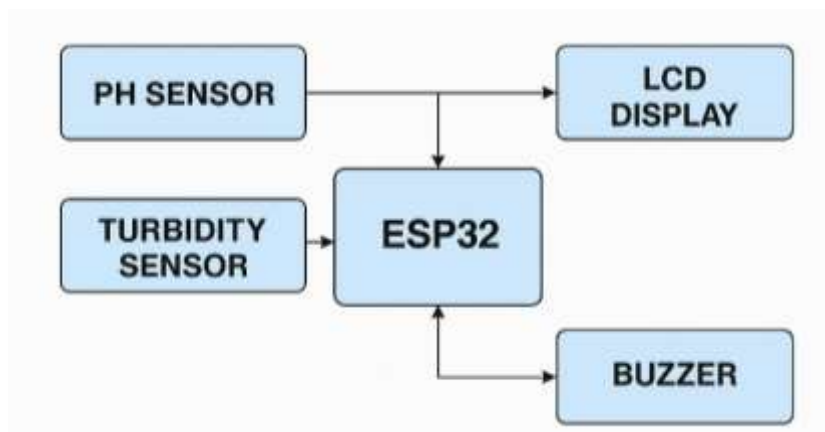 PH SENSOR
LCD
DISPLAY
TURBIDITY
SENSOR
ESP32
BUZZER